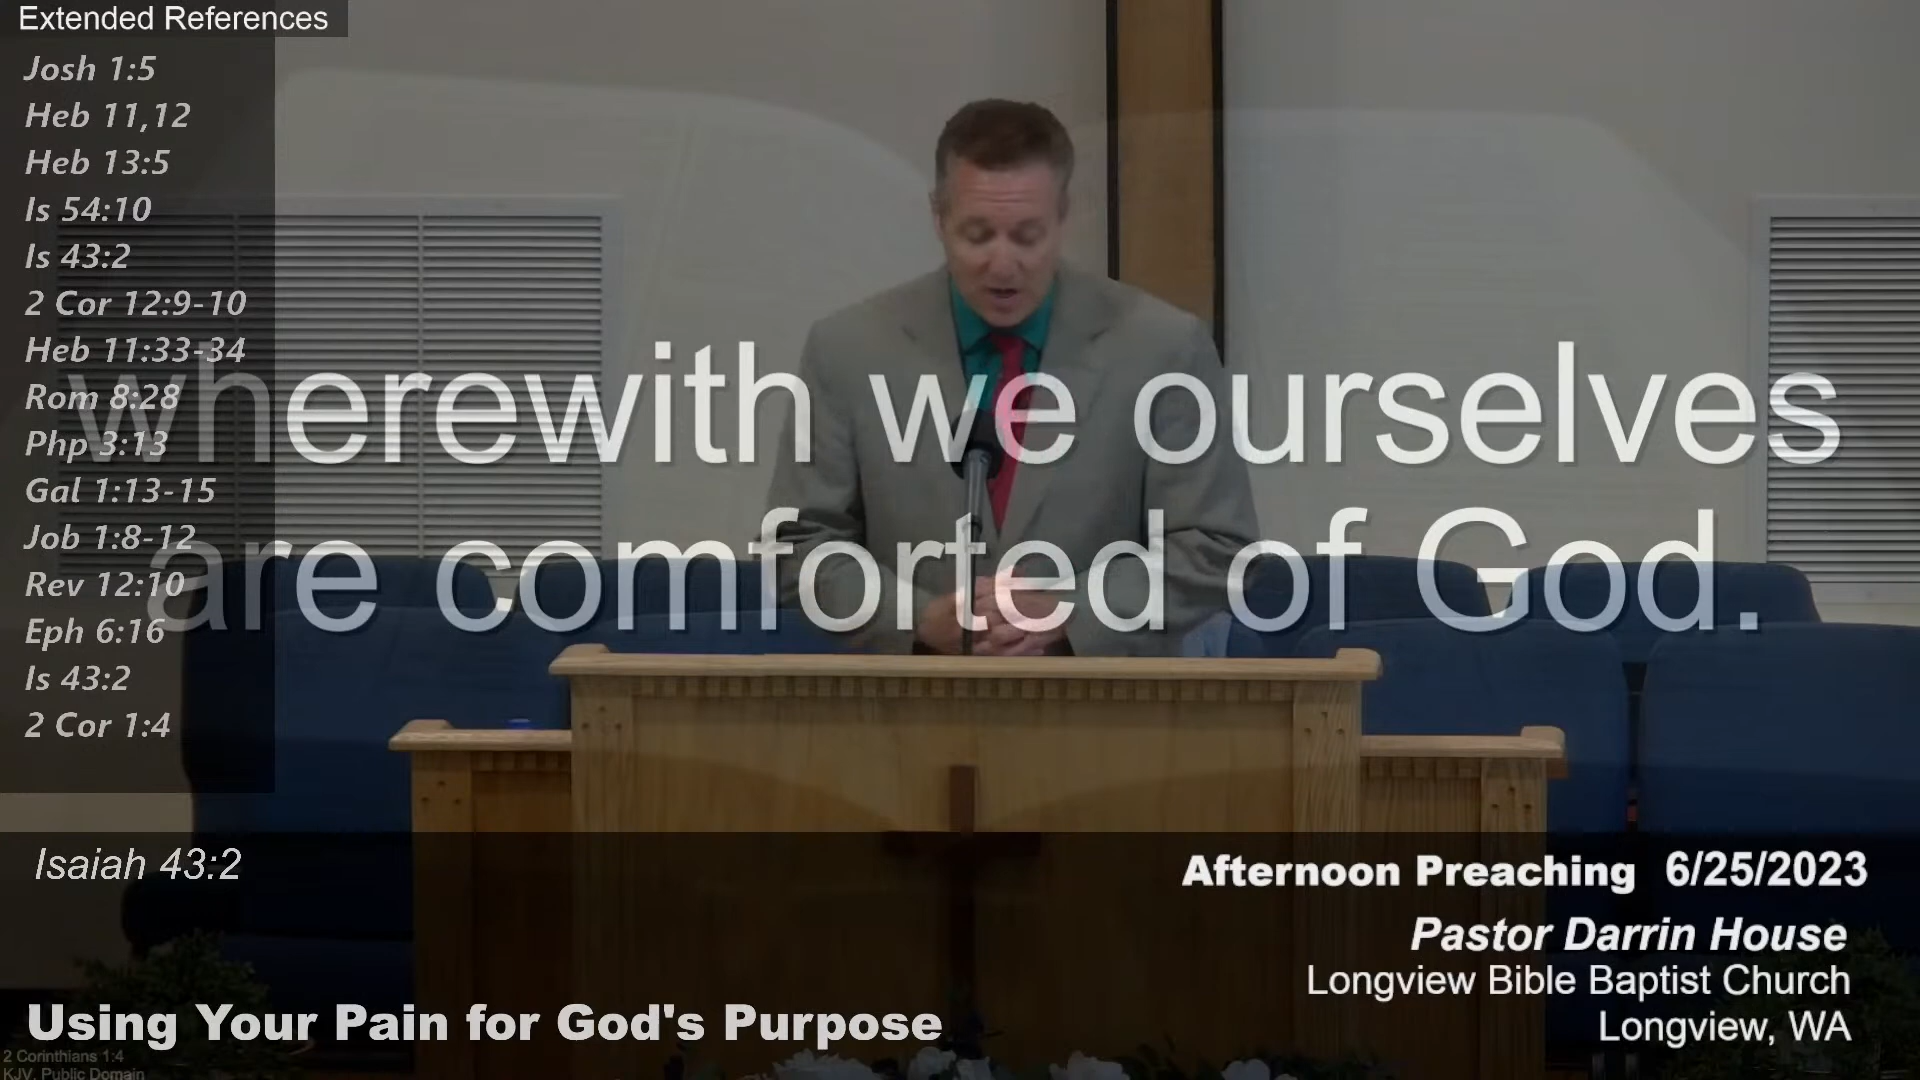 Extended References
Josh 1:5
Heb 11,12
Heb 13:5
Is 54:10
Is 43:2
2 Cor 12:9-10
Heb 11:33-34
Rom 8:28
Php 3:13
Gal 1:13-15
Job 1:8-12
Rev 12:10
Eph 6:16
Is 43:2
2 Cor 1:4
wherewith we ourselves
are comforted of God.
Isaiah 43:2
Afternoon Preaching 6/25/2023
Pastor Darrin House
Longview Bible Baptist Church
Longview, WA
Using Your Pain for God's Purpose
2 Corinthians 1:4
KJV, Public Domain